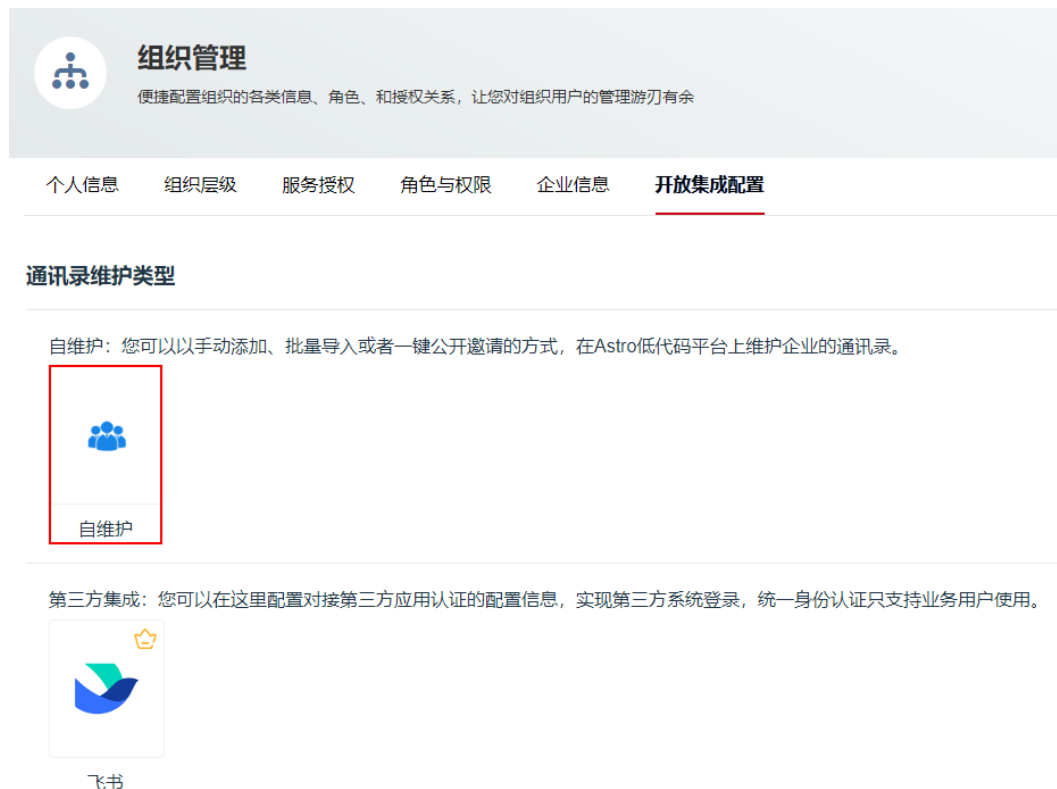 组织管理
便捷配置组织的各类信息、角色、和授权关系，让您对组织用户的管理游刃有余
个人信息 组织层级 服务授权 角色与权限 企业信息 开放集成配置
通讯录维护类型
自维护：您可以以手动添加、批量导入或者一键公开邀请的方式，在Astro低代码平台上维护企业的通讯录。
自维护
第三方集成：您可以在这里配置对接第三方应用认证的配置信息，实现第三方系统登录，统一身份认证只支持业务用户使用。
飞书